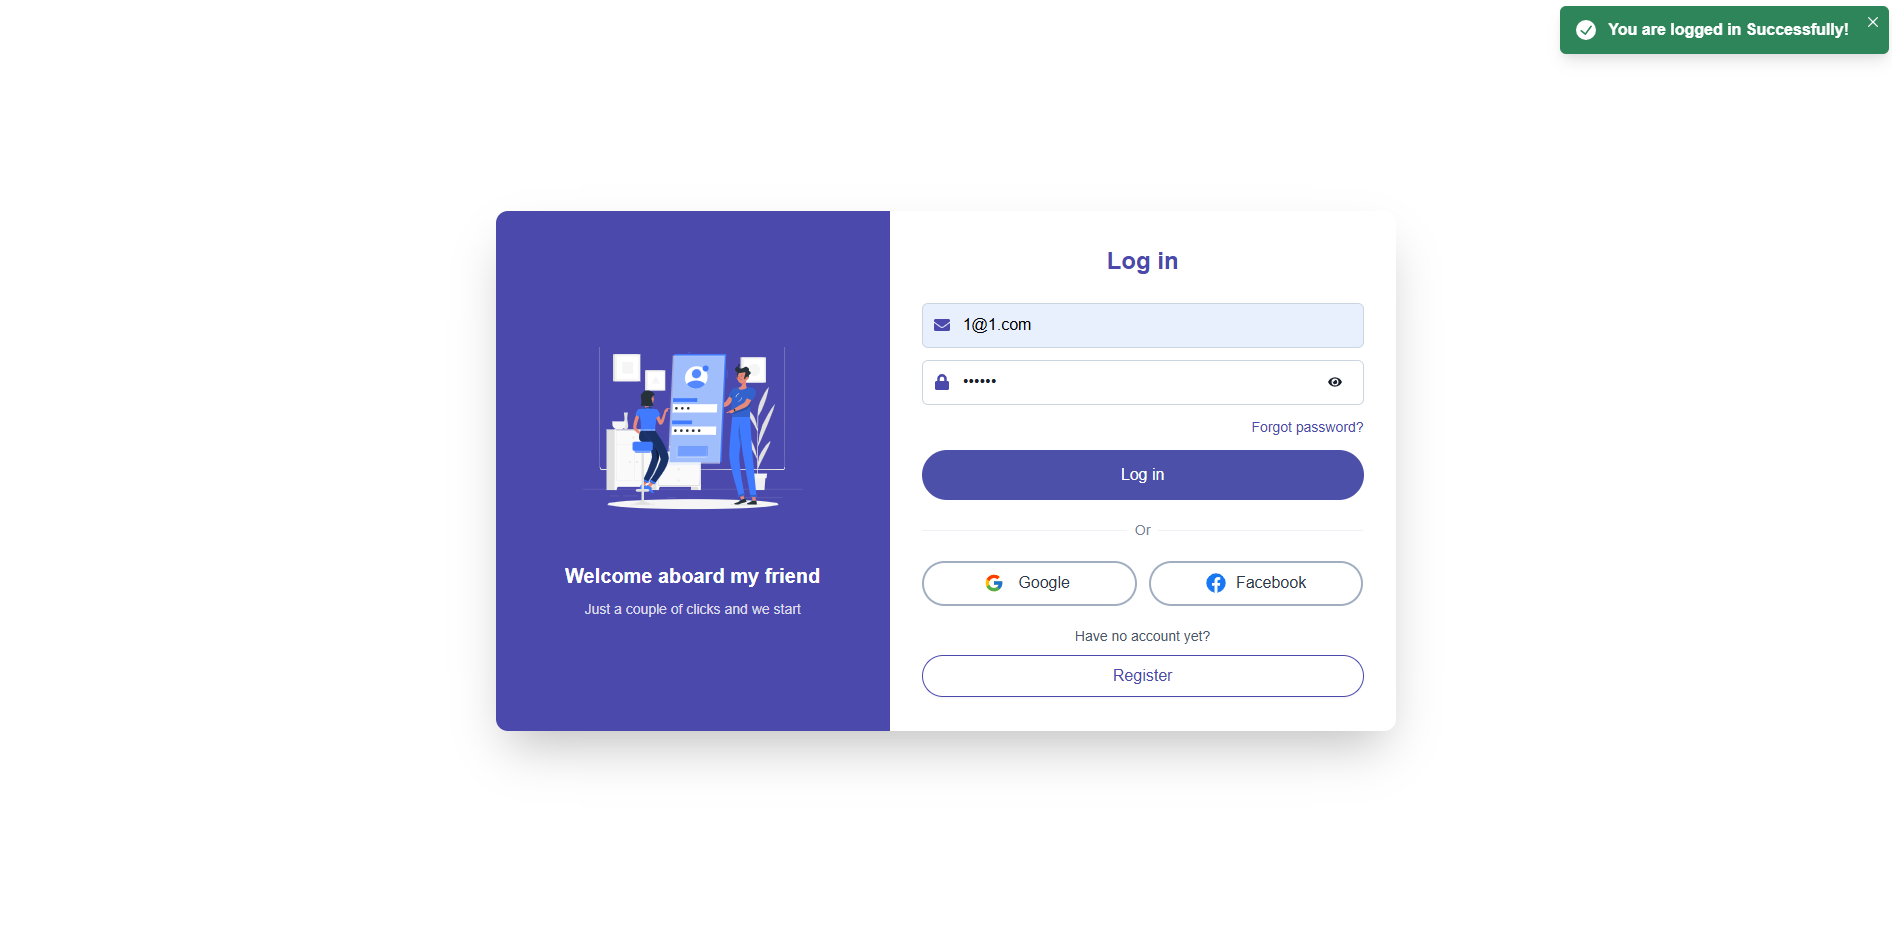 You are logged in Successfully!
Log in
1@1.com
••••••
Forgot password?
Log in
Or
Google
Facebook
Have no account yet?
Register
Welcome aboard my friend
Just a couple of clicks and we start